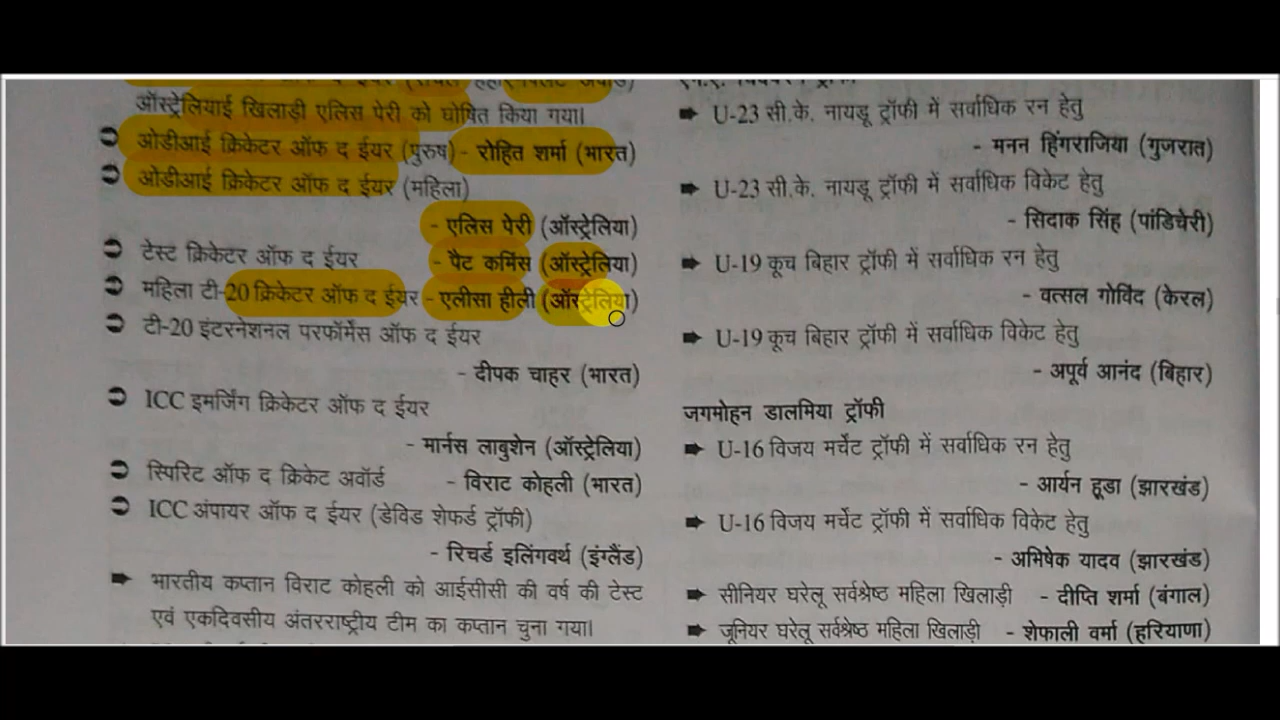 ऑस्ट्रेलियाई खिलाड़ी एलिस पेरी को घोषित किया गया।
ओडीआई क्रिकेटर ऑफ द ईयर (पुरुष) - रोहित शर्मा (भारत)
ओडीआई क्रिकेटर ऑफ द ईयर (महिला)
- एलिस पेरी (ऑस्ट्रेलिया)
टेस्ट क्रिकेटर ऑफ द ईयर - पैट कमिंस (ऑस्ट्रेलिया)
महिला टी-20 क्रिकेटर ऑफ द ईयर - एलीसा हीली (ऑस्ट्रेलिया)
टी-20 इंटरनेशनल परफॉर्मेंस ऑफ द ईयर
- दीपक चाहर (भारत)
ICC इमर्जिंग क्रिकेटर ऑफ द ईयर
- मार्नस लाबुशेन (ऑस्ट्रेलिया)
स्पिरिट ऑफ द क्रिकेट अवॉर्ड - विराट कोहली (भारत)
ICC अंपायर ऑफ द ईयर (डेविड शेफर्ड ट्रॉफी)
- रिचर्ड इलिंगवर्थ (इंग्लैंड)
भारतीय कप्तान विराट कोहली को आईसीसी की वर्ष की टेस्ट
एवं एकदिवसीय अंतरराष्ट्रीय टीम का कप्तान चुना गया।
U-23 सी.के. नायडू ट्रॉफी में सर्वाधिक रन हेतु
- मनन हिंगराजिया (गुजरात)
U-23 सी.के. नायडू ट्रॉफी में सर्वाधिक विकेट हेतु
- सिदाक सिंह (पांडिचेरी)
U-19 कूच बिहार ट्रॉफी में सर्वाधिक रन हेतु
- वत्सल गोविंद (केरल)
U-19 कूच बिहार ट्रॉफी में सर्वाधिक विकेट हेतु
- अपूर्व आनंद (बिहार)
जगमोहन डालमिया ट्रॉफी
U-16 विजय मर्चेंट ट्रॉफी में सर्वाधिक रन हेतु
- आर्यन हूडा (झारखंड)
U-16 विजय मर्चेंट ट्रॉफी में सर्वाधिक विकेट हेतु
- अभिषेक यादव (झारखंड)
सीनियर घरेलू सर्वश्रेष्ठ महिला खिलाड़ी - दीप्ति शर्मा (बंगाल)
जूनियर घरेलू सर्वश्रेष्ठ महिला खिलाड़ी - शेफाली वर्मा (हरियाणा)